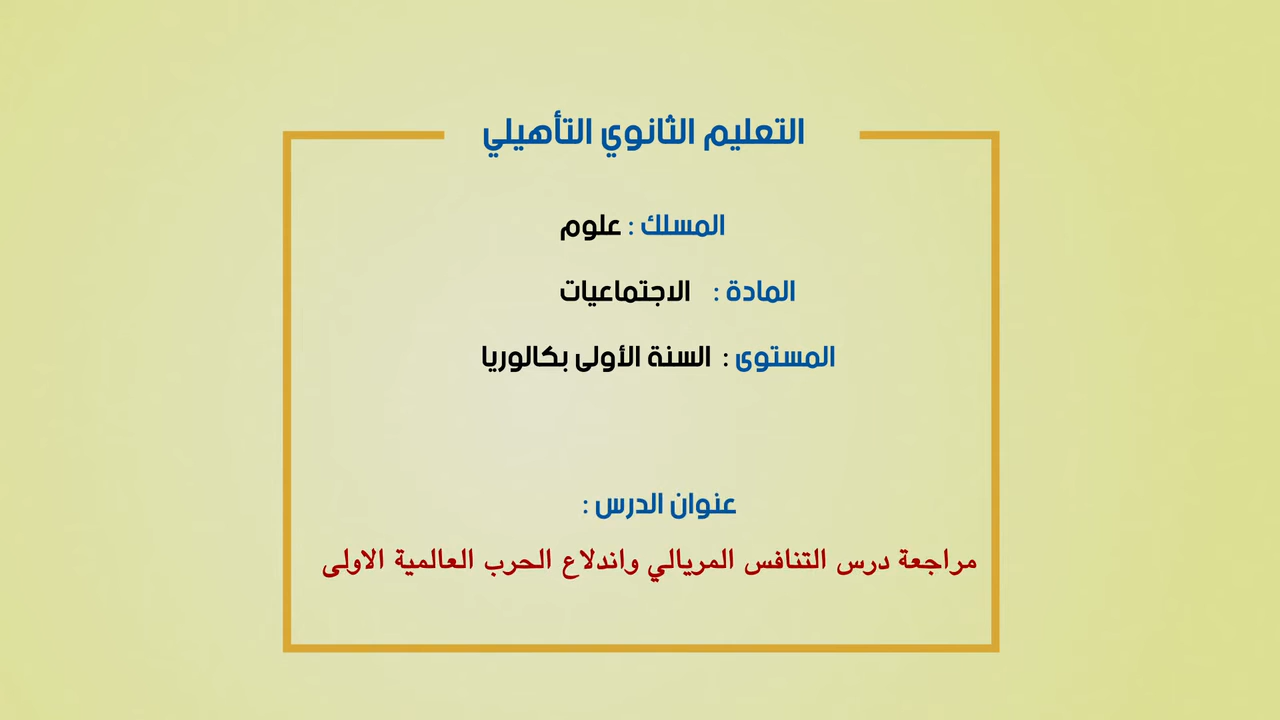 التعليم الثانوي التأهيلي
المسلك : علوم
المادة : الاجتماعيات
المستوى : السنة الأولى بكالوريا
عنوان الدرس :
مراجعة درس التنافس المريالي واندلاع الحرب العالمية الاولى